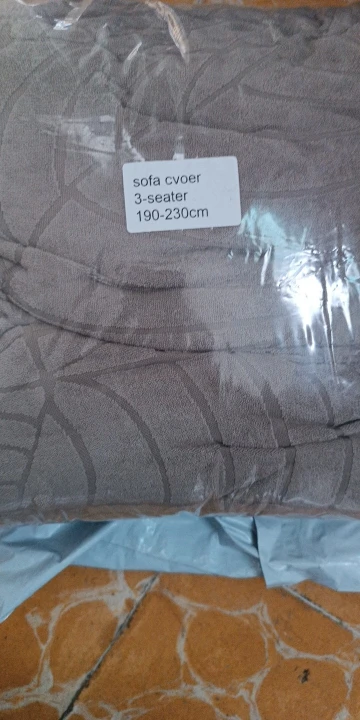 sofa cvoer
3-seater
190-230cm